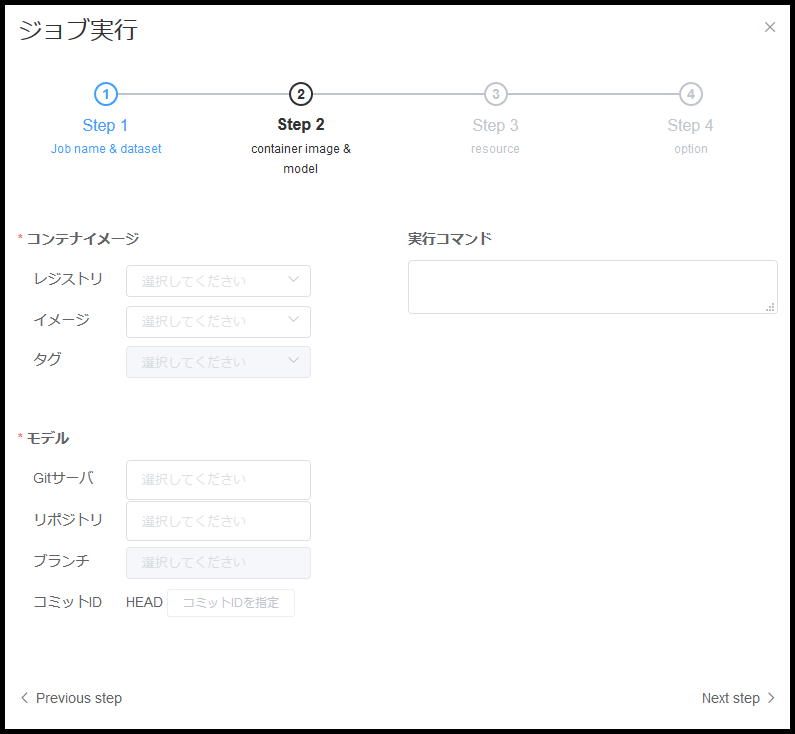 ジョブ実行
1
2
3
4
Step 1
Step 2
Step 3
Step 4
Job name & dataset
container image &
model
resource
option
* コンテナイメージ
実行コマンド
レジストリ 選択してください
イメージ 選択してください
タグ 選択してください
* モデル
Gitサーバ 選択してください
リポジトリ 選択してください
ブランチ 選択してください
コミットID HEAD コミットIDを指定
Previous step
Next step